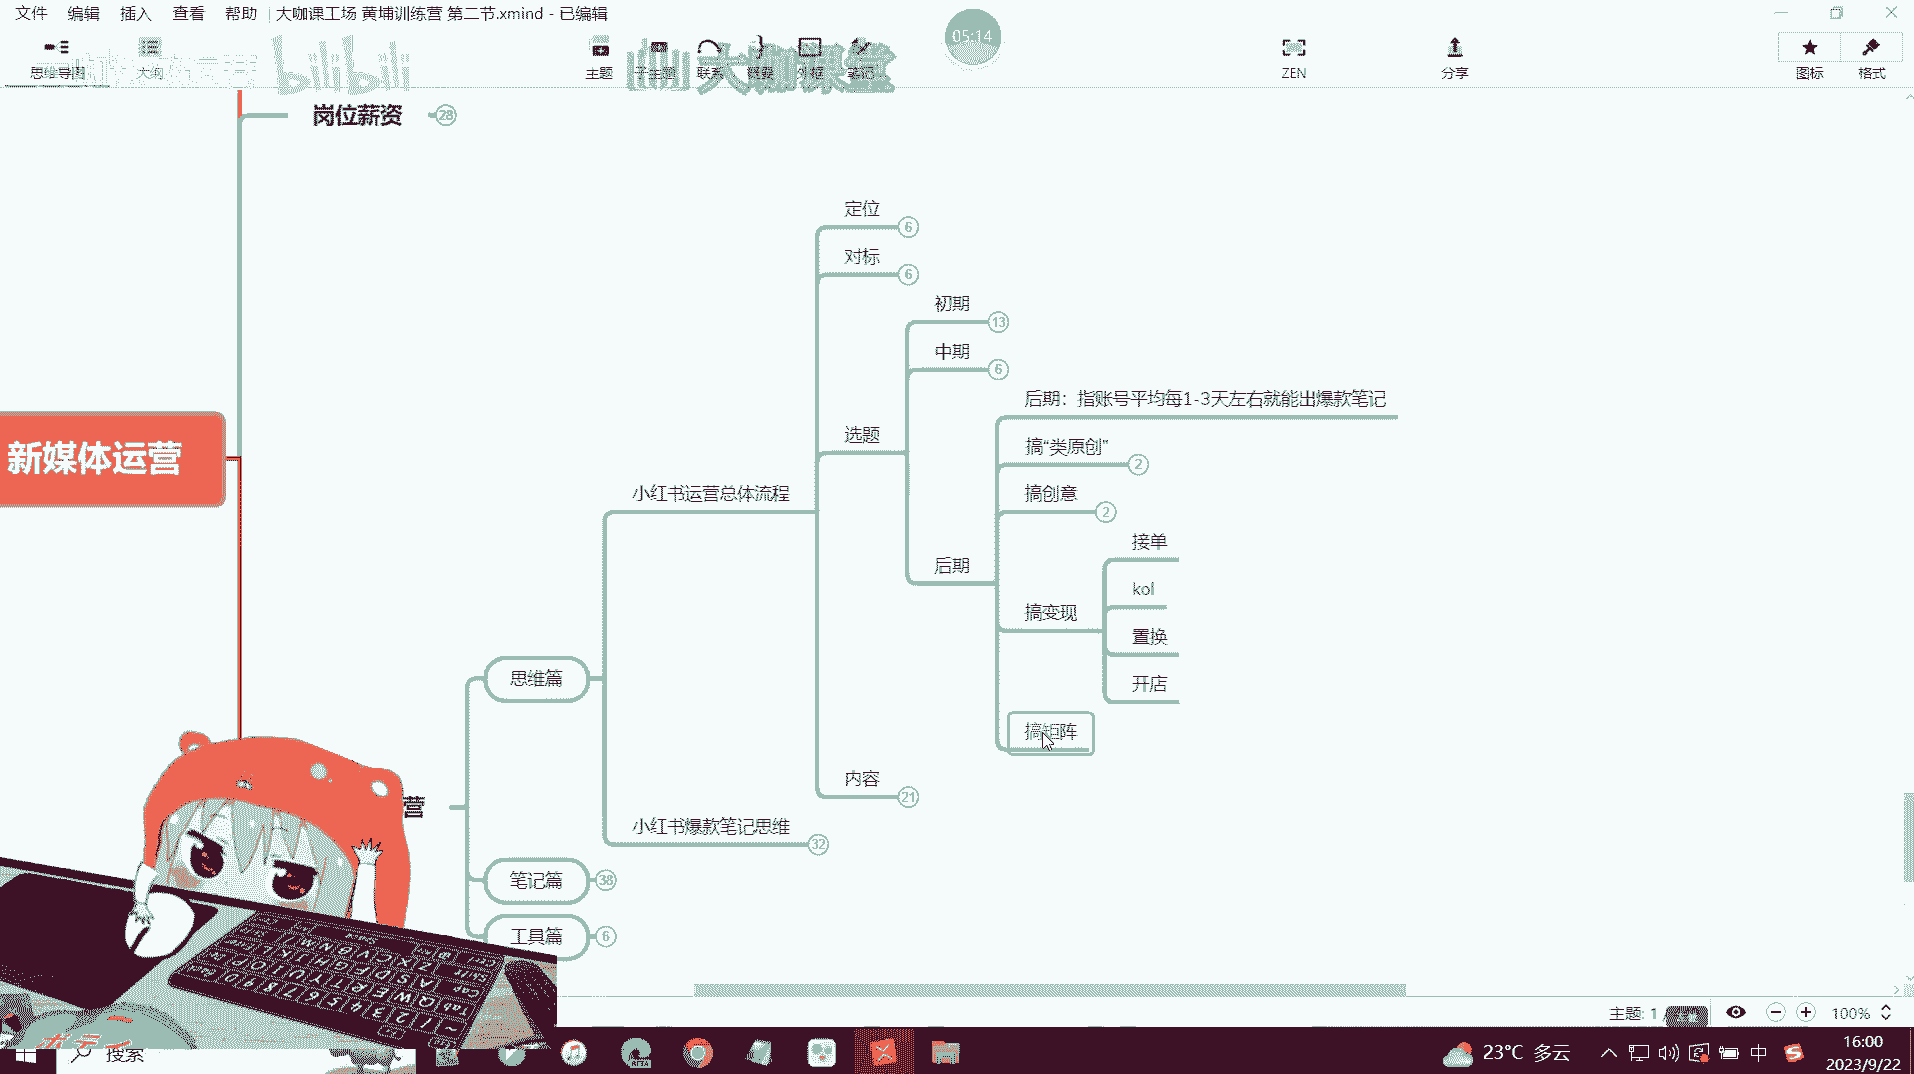 文件 编辑 插入 查看 帮助 大咖课工场 黄埔训练营 第二节.xmind - 已编辑
05:14
思维导图 大纲 主题 子主题 联系 概要 外框 笔记 ZEN 分享 图标 格式
bilibili
大咖课堂
岗位薪资 28
定位 6
对标 6
初期 13
中期 6
后期：指账号平均每1-3天左右就能出爆款笔记
选题
搞“类原创” 2
新媒体运营
小红书运营总体流程
搞创意 2
接单
后期
kol
搞变现
置换
思维篇
开店
搞矩阵
内容 21
营
小红书爆款笔记思维 32
笔记篇 38
工具篇 6
主题: 1 /
100%
搜索
23°C 多云
中
16:00
2023/9/22